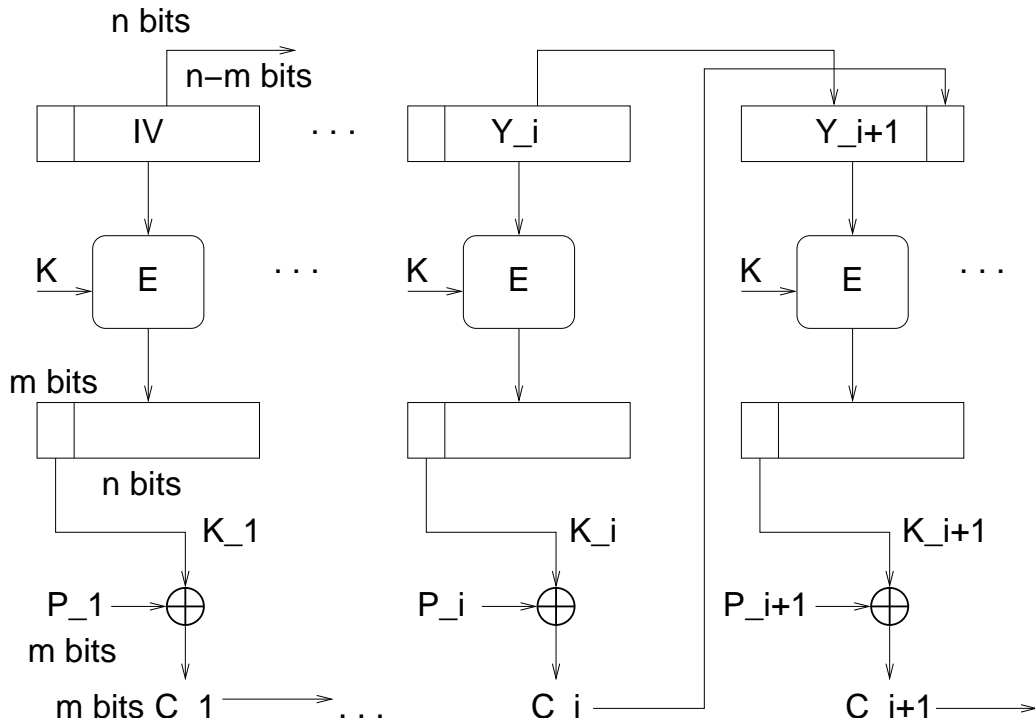 n bits
n−m bits
IV
. . .
Y_i
Y_i+1
K
E
. . .
K
E
K
E
. . .
m bits
n bits
K_1
K_i
K_i+1
P_1
P_i
P_i+1
m bits
m bits C_1
. . .
C_i
C_i+1